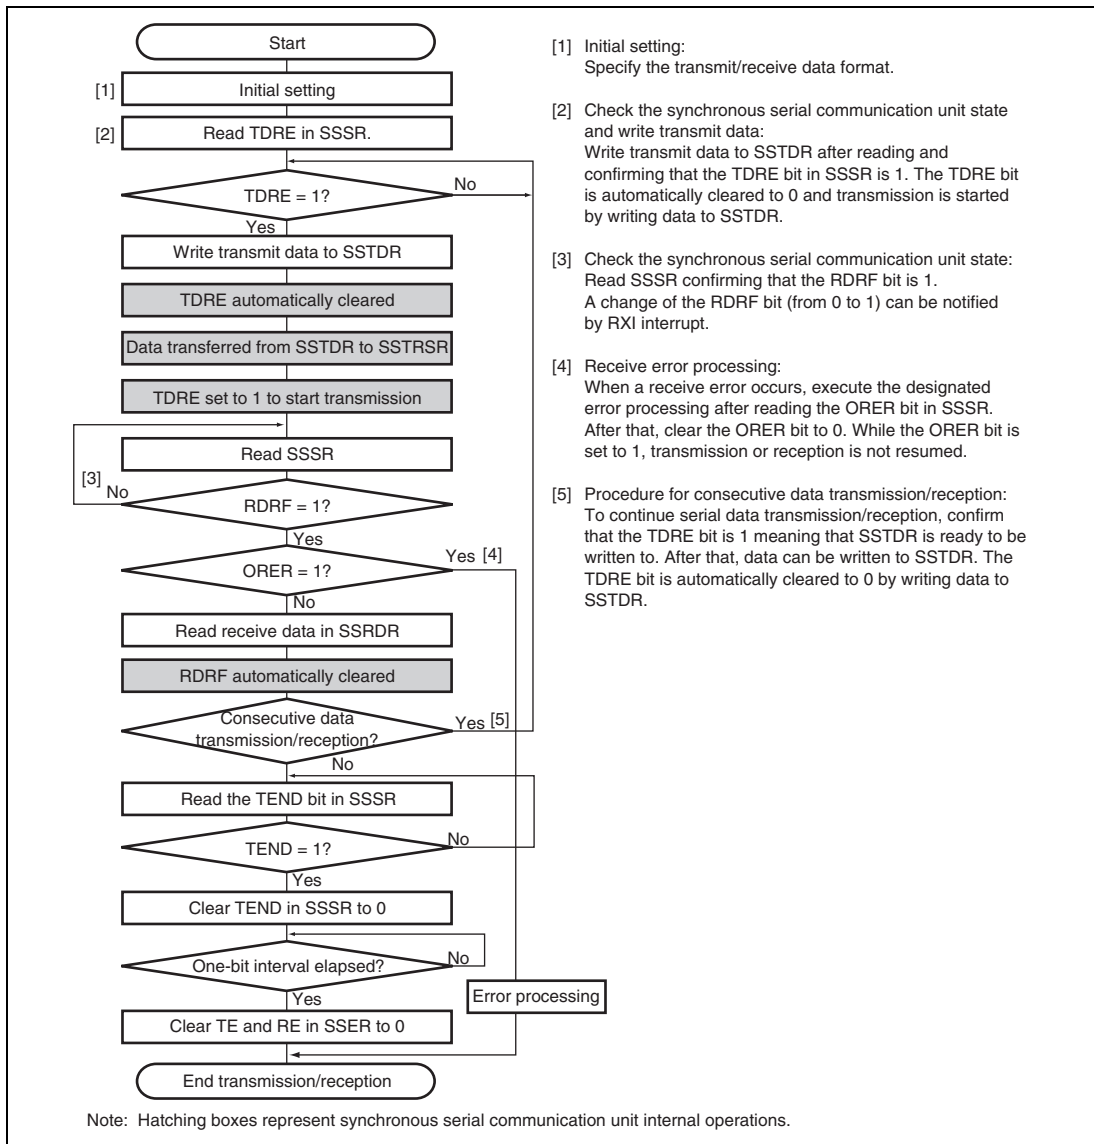 Start
[1] Initial setting
[2] Read TDRE in SSSR.
TDRE = 1?
No
Yes
Write transmit data to SSTDR
TDRE automatically cleared
Data transferred from SSTDR to SSTRSR
TDRE set to 1 to start transmission
Read SSSR
[3]
No
RDRF = 1?
Yes
Yes [4]
ORER = 1?
No
Read receive data in SSRDR
RDRF automatically cleared
Consecutive data
transmission/reception?
Yes [5]
No
Read the TEND bit in SSSR
TEND = 1?
No
Yes
Clear TEND in SSSR to 0
One-bit interval elapsed?
No
Yes
Error processing
Clear TE and RE in SSER to 0
End transmission/reception
[1] Initial setting:
Specify the transmit/receive data format.
[2] Check the synchronous serial communication unit state
and write transmit data:
Write transmit data to SSTDR after reading and
confirming that the TDRE bit in SSSR is 1. The TDRE bit
is automatically cleared to 0 and transmission is started
by writing data to SSTDR.
[3] Check the synchronous serial communication unit state:
Read SSSR confirming that the RDRF bit is 1.
A change of the RDRF bit (from 0 to 1) can be notified
by RXI interrupt.
[4] Receive error processing:
When a receive error occurs, execute the designated
error processing after reading the ORER bit in SSSR.
After that, clear the ORER bit to 0. While the ORER bit is
set to 1, transmission or reception is not resumed.
[5] Procedure for consecutive data transmission/reception:
To continue serial data transmission/reception, confirm
that the TDRE bit is 1 meaning that SSTDR is ready to be
written to. After that, data can be written to SSTDR. The
TDRE bit is automatically cleared to 0 by writing data to
SSTDR.
Note: Hatching boxes represent synchronous serial communication unit internal operations.